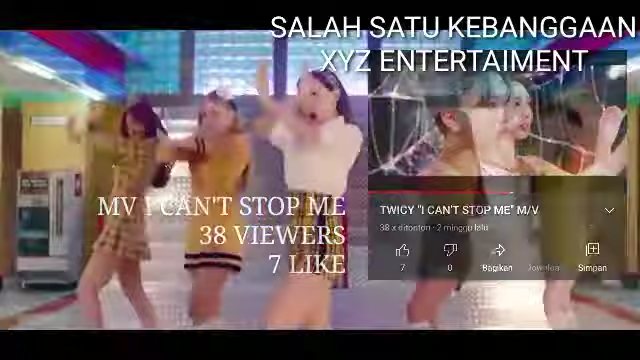 SALAH SATU KEBANGGAAN
XYZ ENTERTAIMENT
MV I CAN'T STOP ME
38 VIEWERS
7 LIKE
TWICY "I CAN'T STOP ME" M/V
38 x ditonton · 2 minggu lalu
7
0
Bagikan
Simpan